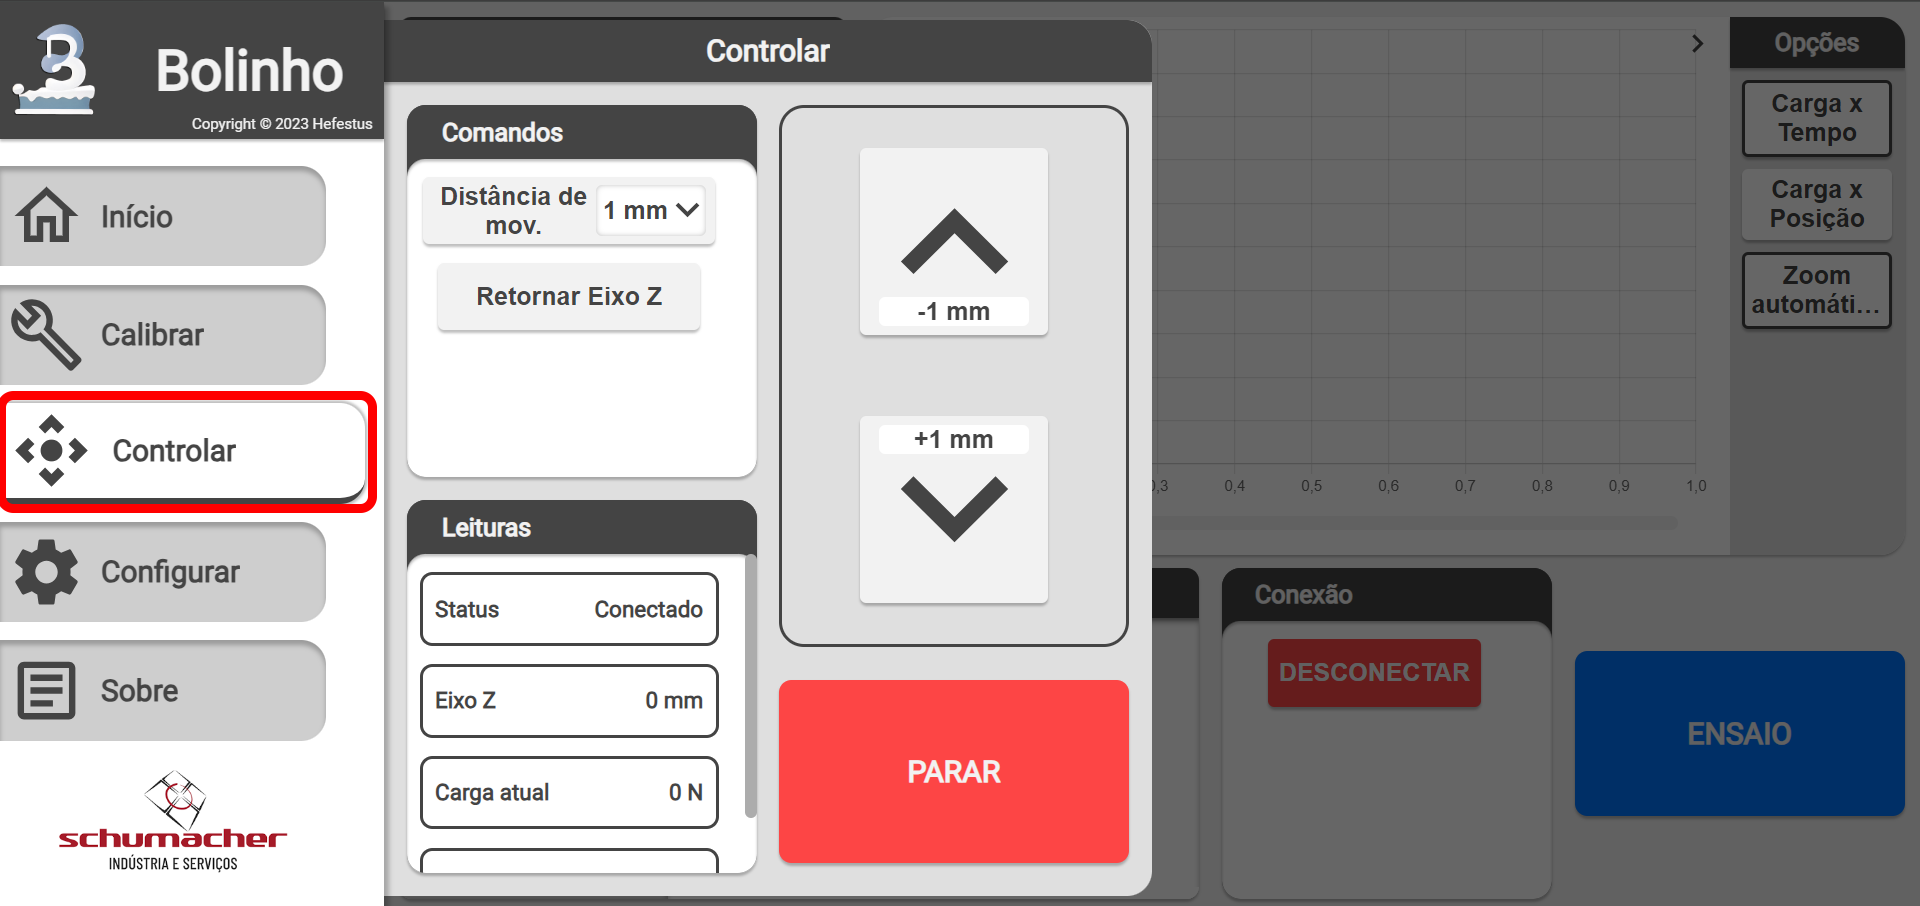 Bolinho
Copyright © 2023 Hefestus
Início
Calibrar
Controlar
Configurar
Sobre
schumacher
INDÚSTRIA E SERVIÇOS
Controlar
Comandos
Distância de
mov.
1 mm
Retornar Eixo Z
-1 mm
+1 mm
Leituras
Status Conectado
Eixo Z 0 mm
Carga atual 0 N
PARAR
0,3 0,4 0,5 0,6 0,7 0,8 0,9 1,0
Opções
Carga x
Tempo
Carga x
Posição
Zoom
automáti...
Conexão
DESCONECTAR
ENSAIO